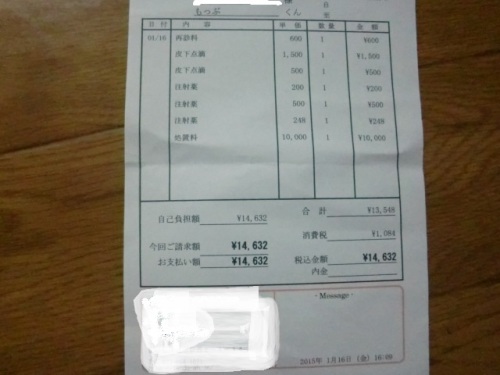 様
もっぷ くん
日付 内容 単価 数量 金額
01/16 再診料 600 1 ¥600
皮下点滴 1,500 1 ¥1,500
皮下点滴 500 1 ¥500
注射薬 200 1 ¥200
注射薬 500 1 ¥500
注射薬 248 1 ¥248
処置料 10,000 1 ¥10,000
自己負担額 ¥14,632 合計 ¥13,548
消費税 ¥1,084
今回ご請求額 ¥14,632
お支払い額 ¥14,632 税込金額 ¥14,632
内金
- Message -
2015年 1月16日 (金) 16:09